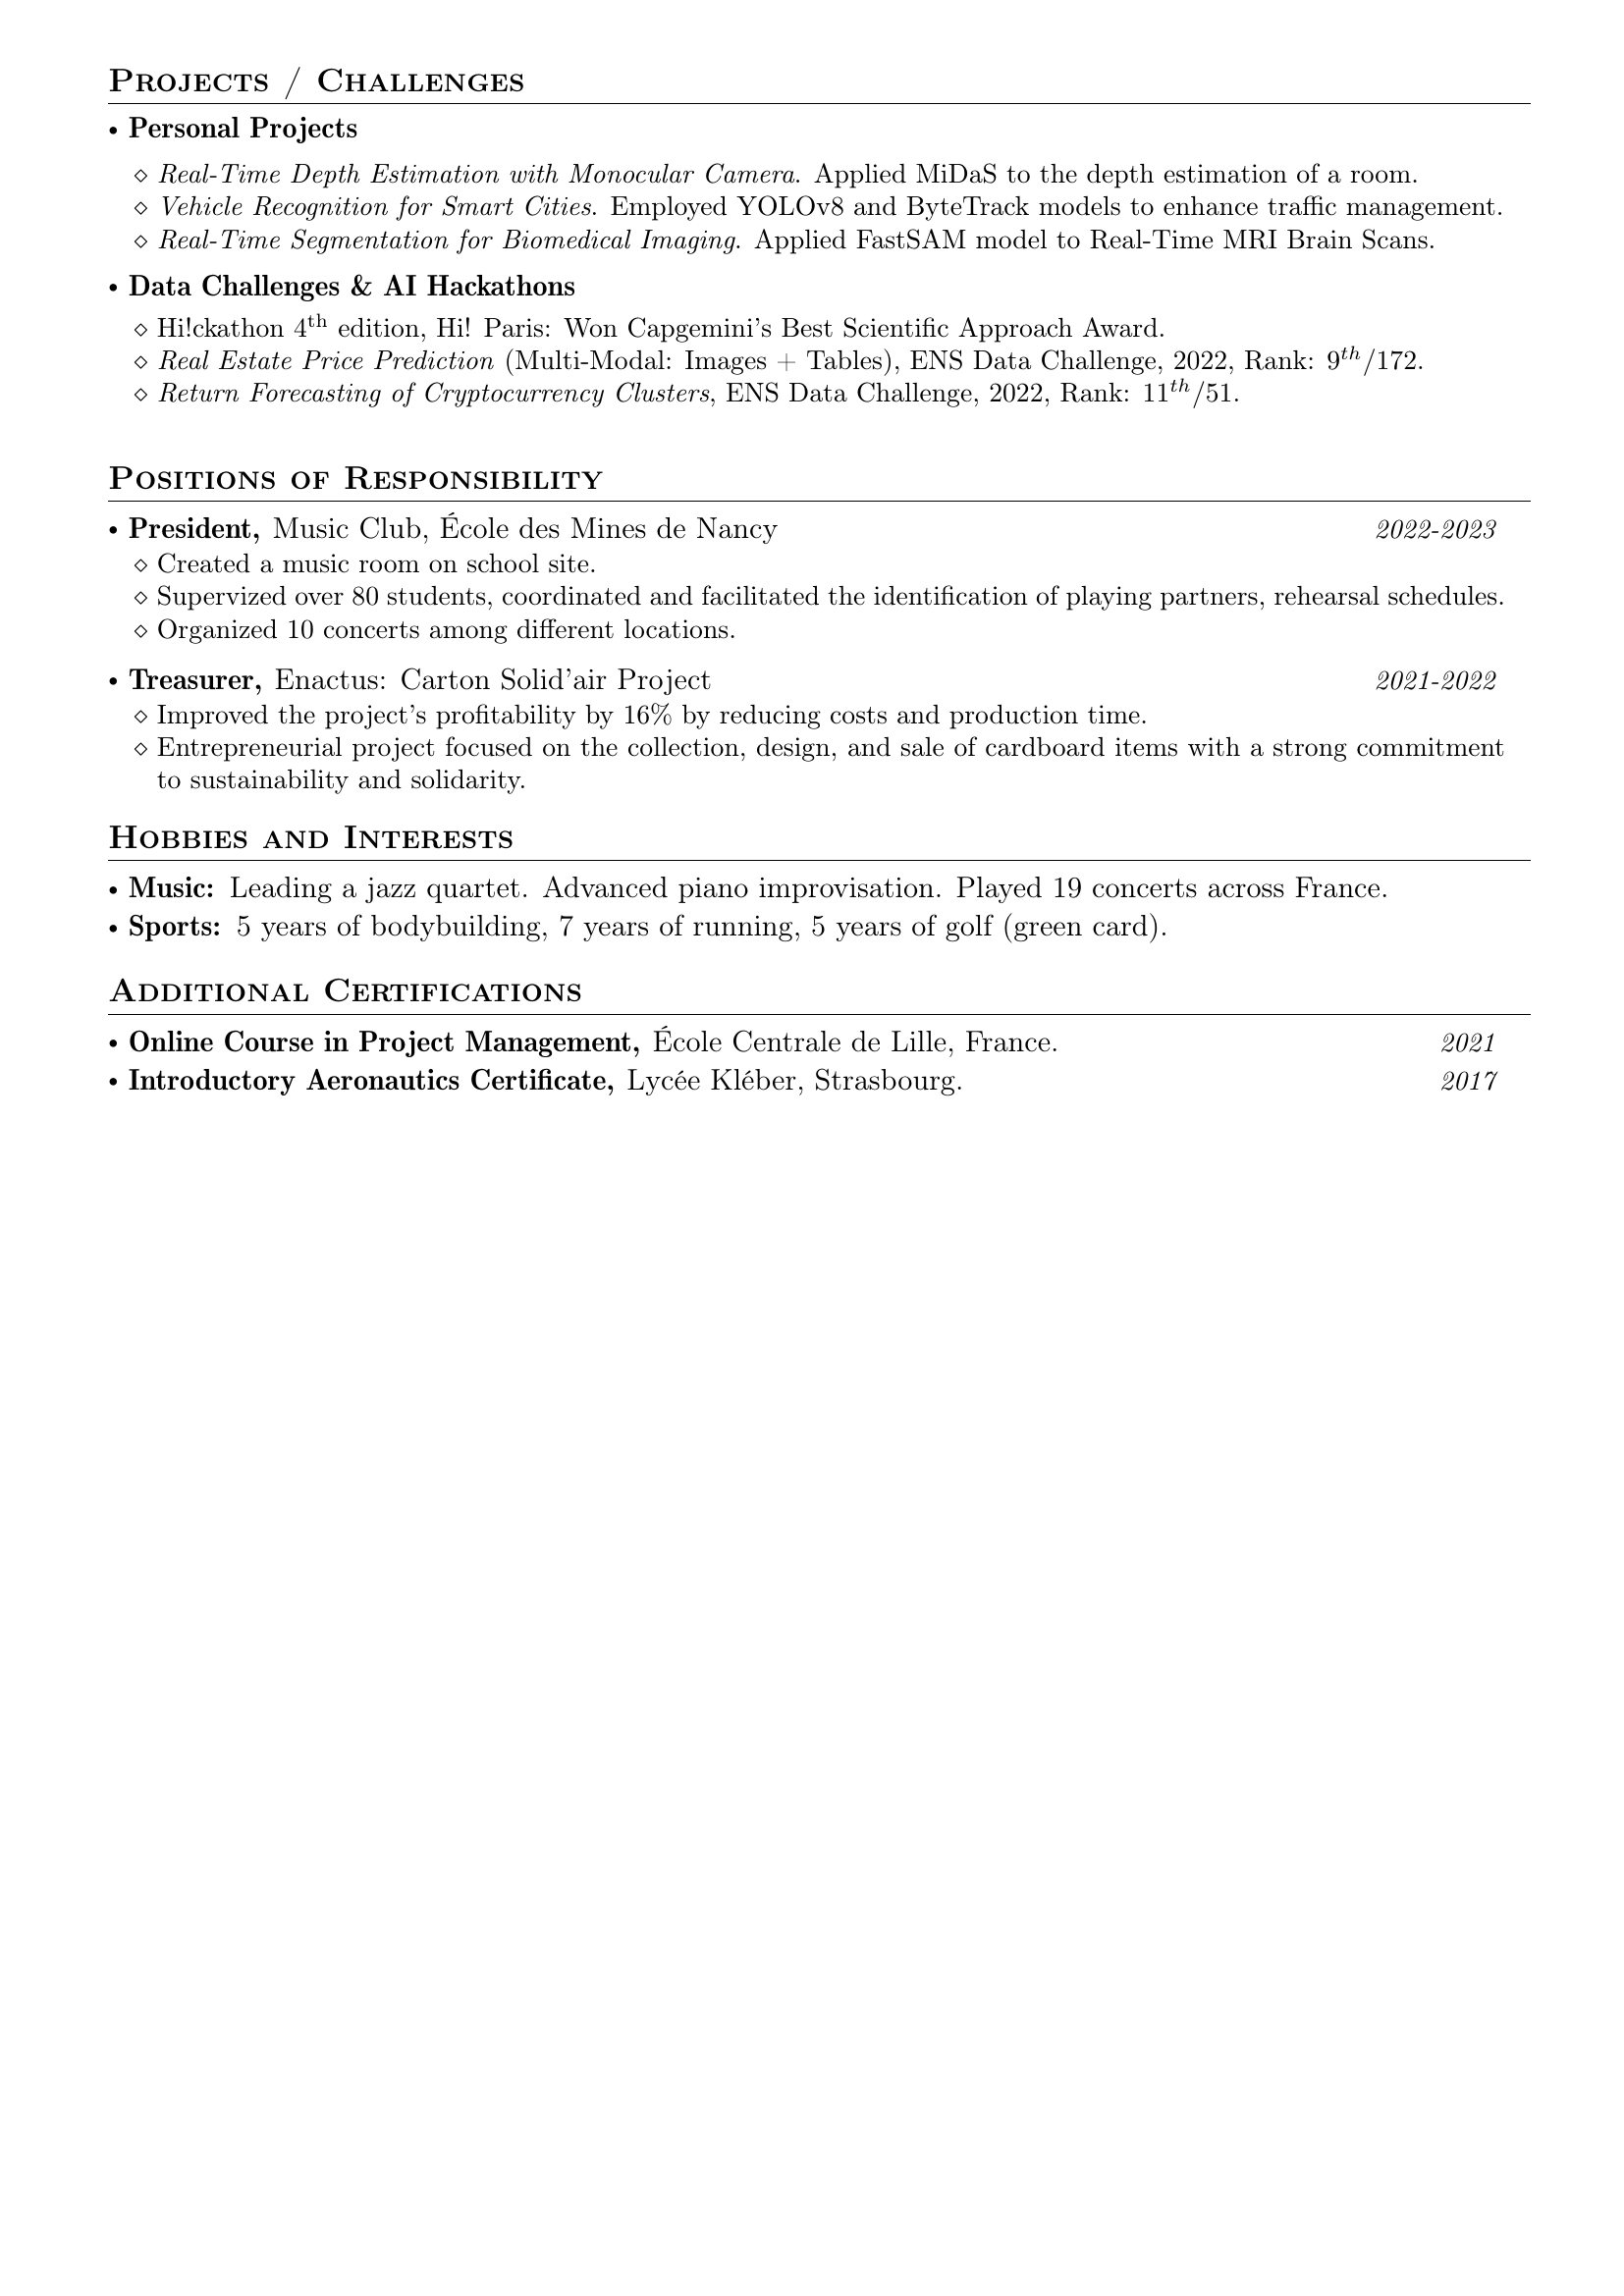 Projects / Challenges
• Personal Projects
⋄ Real-Time Depth Estimation with Monocular Camera. Applied MiDaS to the depth estimation of a room.
⋄ Vehicle Recognition for Smart Cities. Employed YOLOv8 and ByteTrack models to enhance traffic management.
⋄ Real-Time Segmentation for Biomedical Imaging. Applied FastSAM model to Real-Time MRI Brain Scans.
• Data Challenges & AI Hackathons
⋄ Hi!ckathon 4th edition, Hi! Paris: Won Capgemini's Best Scientific Approach Award.
⋄ Real Estate Price Prediction (Multi-Modal: Images + Tables), ENS Data Challenge, 2022, Rank: 9th/172.
⋄ Return Forecasting of Cryptocurrency Clusters, ENS Data Challenge, 2022, Rank: 11th/51.
Positions of Responsibility
• President, Music Club, École des Mines de Nancy 2022-2023
⋄ Created a music room on school site.
⋄ Supervized over 80 students, coordinated and facilitated the identification of playing partners, rehearsal schedules.
⋄ Organized 10 concerts among different locations.
• Treasurer, Enactus: Carton Solid'air Project 2021-2022
⋄ Improved the project's profitability by 16% by reducing costs and production time.
⋄ Entrepreneurial project focused on the collection, design, and sale of cardboard items with a strong commitment
to sustainability and solidarity.
Hobbies and Interests
• Music: Leading a jazz quartet. Advanced piano improvisation. Played 19 concerts across France.
• Sports: 5 years of bodybuilding, 7 years of running, 5 years of golf (green card).
Additional Certifications
• Online Course in Project Management, École Centrale de Lille, France. 2021
• Introductory Aeronautics Certificate, Lycée Kléber, Strasbourg. 2017